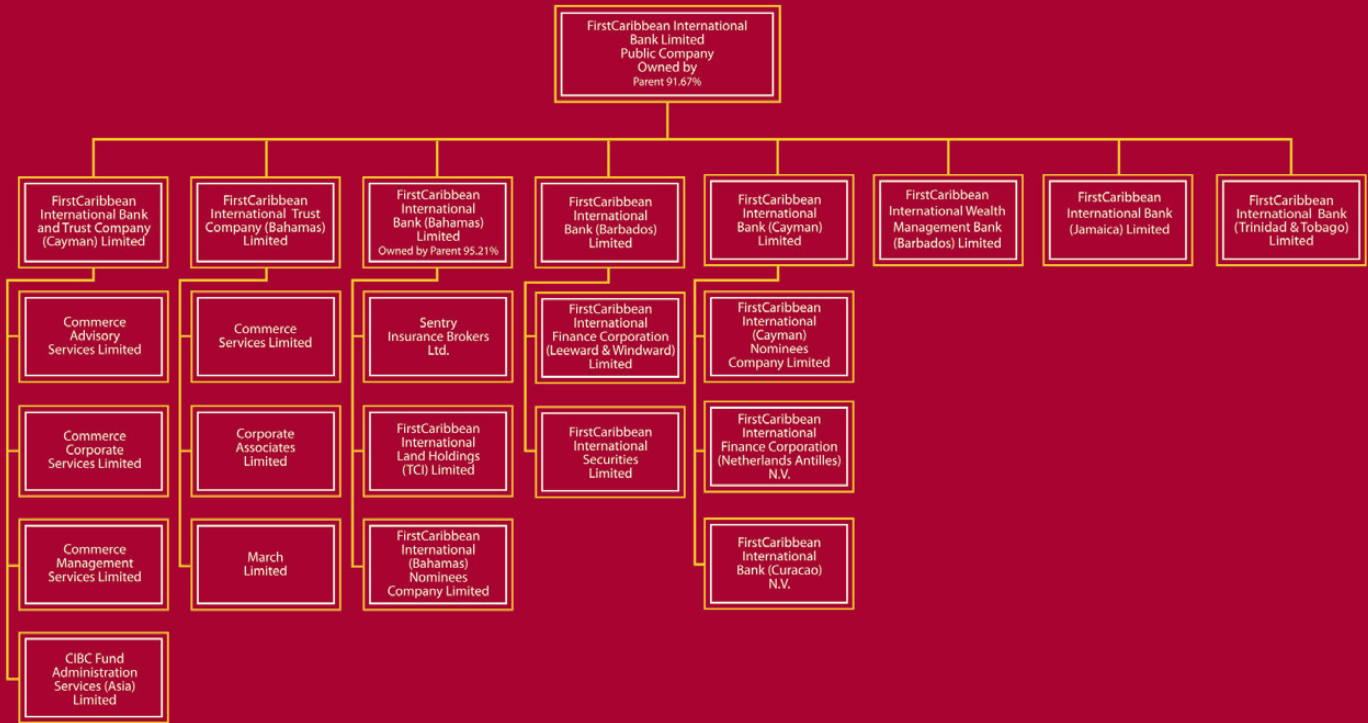 FirstCaribbean International
Bank Limited
Public Company
Owned by
Parent 91.67%
FirstCaribbean
International Bank
and Trust Company
(Cayman) Limited
FirstCaribbean
International Trust
Company (Bahamas)
Limited
FirstCaribbean
International
Bank (Bahamas)
Limited
Owned by Parent 95.21%
FirstCaribbean
International
Bank (Barbados)
Limited
FirstCaribbean
International
Bank (Cayman)
Limited
FirstCaribbean
International Wealth
Management Bank
(Barbados) Limited
FirstCaribbean
International Bank
(Jamaica) Limited
FirstCaribbean
International Bank
(Trinidad & Tobago)
Limited
Commerce
Advisory
Services Limited
Commerce
Services Limited
Sentry
Insurance Brokers
Ltd.
FirstCaribbean
International
Finance Corporation
(Leeward & Windward)
Limited
FirstCaribbean
International
(Cayman)
Nominees
Company Limited
Commerce
Corporate
Services Limited
Corporate
Associates
Limited
FirstCaribbean
International
Land Holdings
(TCI) Limited
FirstCaribbean
International
Securities
Limited
FirstCaribbean
International
Finance Corporation
(Netherlands Antilles)
N.V.
Commerce
Management
Services Limited
March
Limited
FirstCaribbean
International
(Bahamas)
Nominees
Company Limited
FirstCaribbean
International
Bank (Curacao)
N.V.
CIBC Fund
Administration
Services (Asia)
Limited